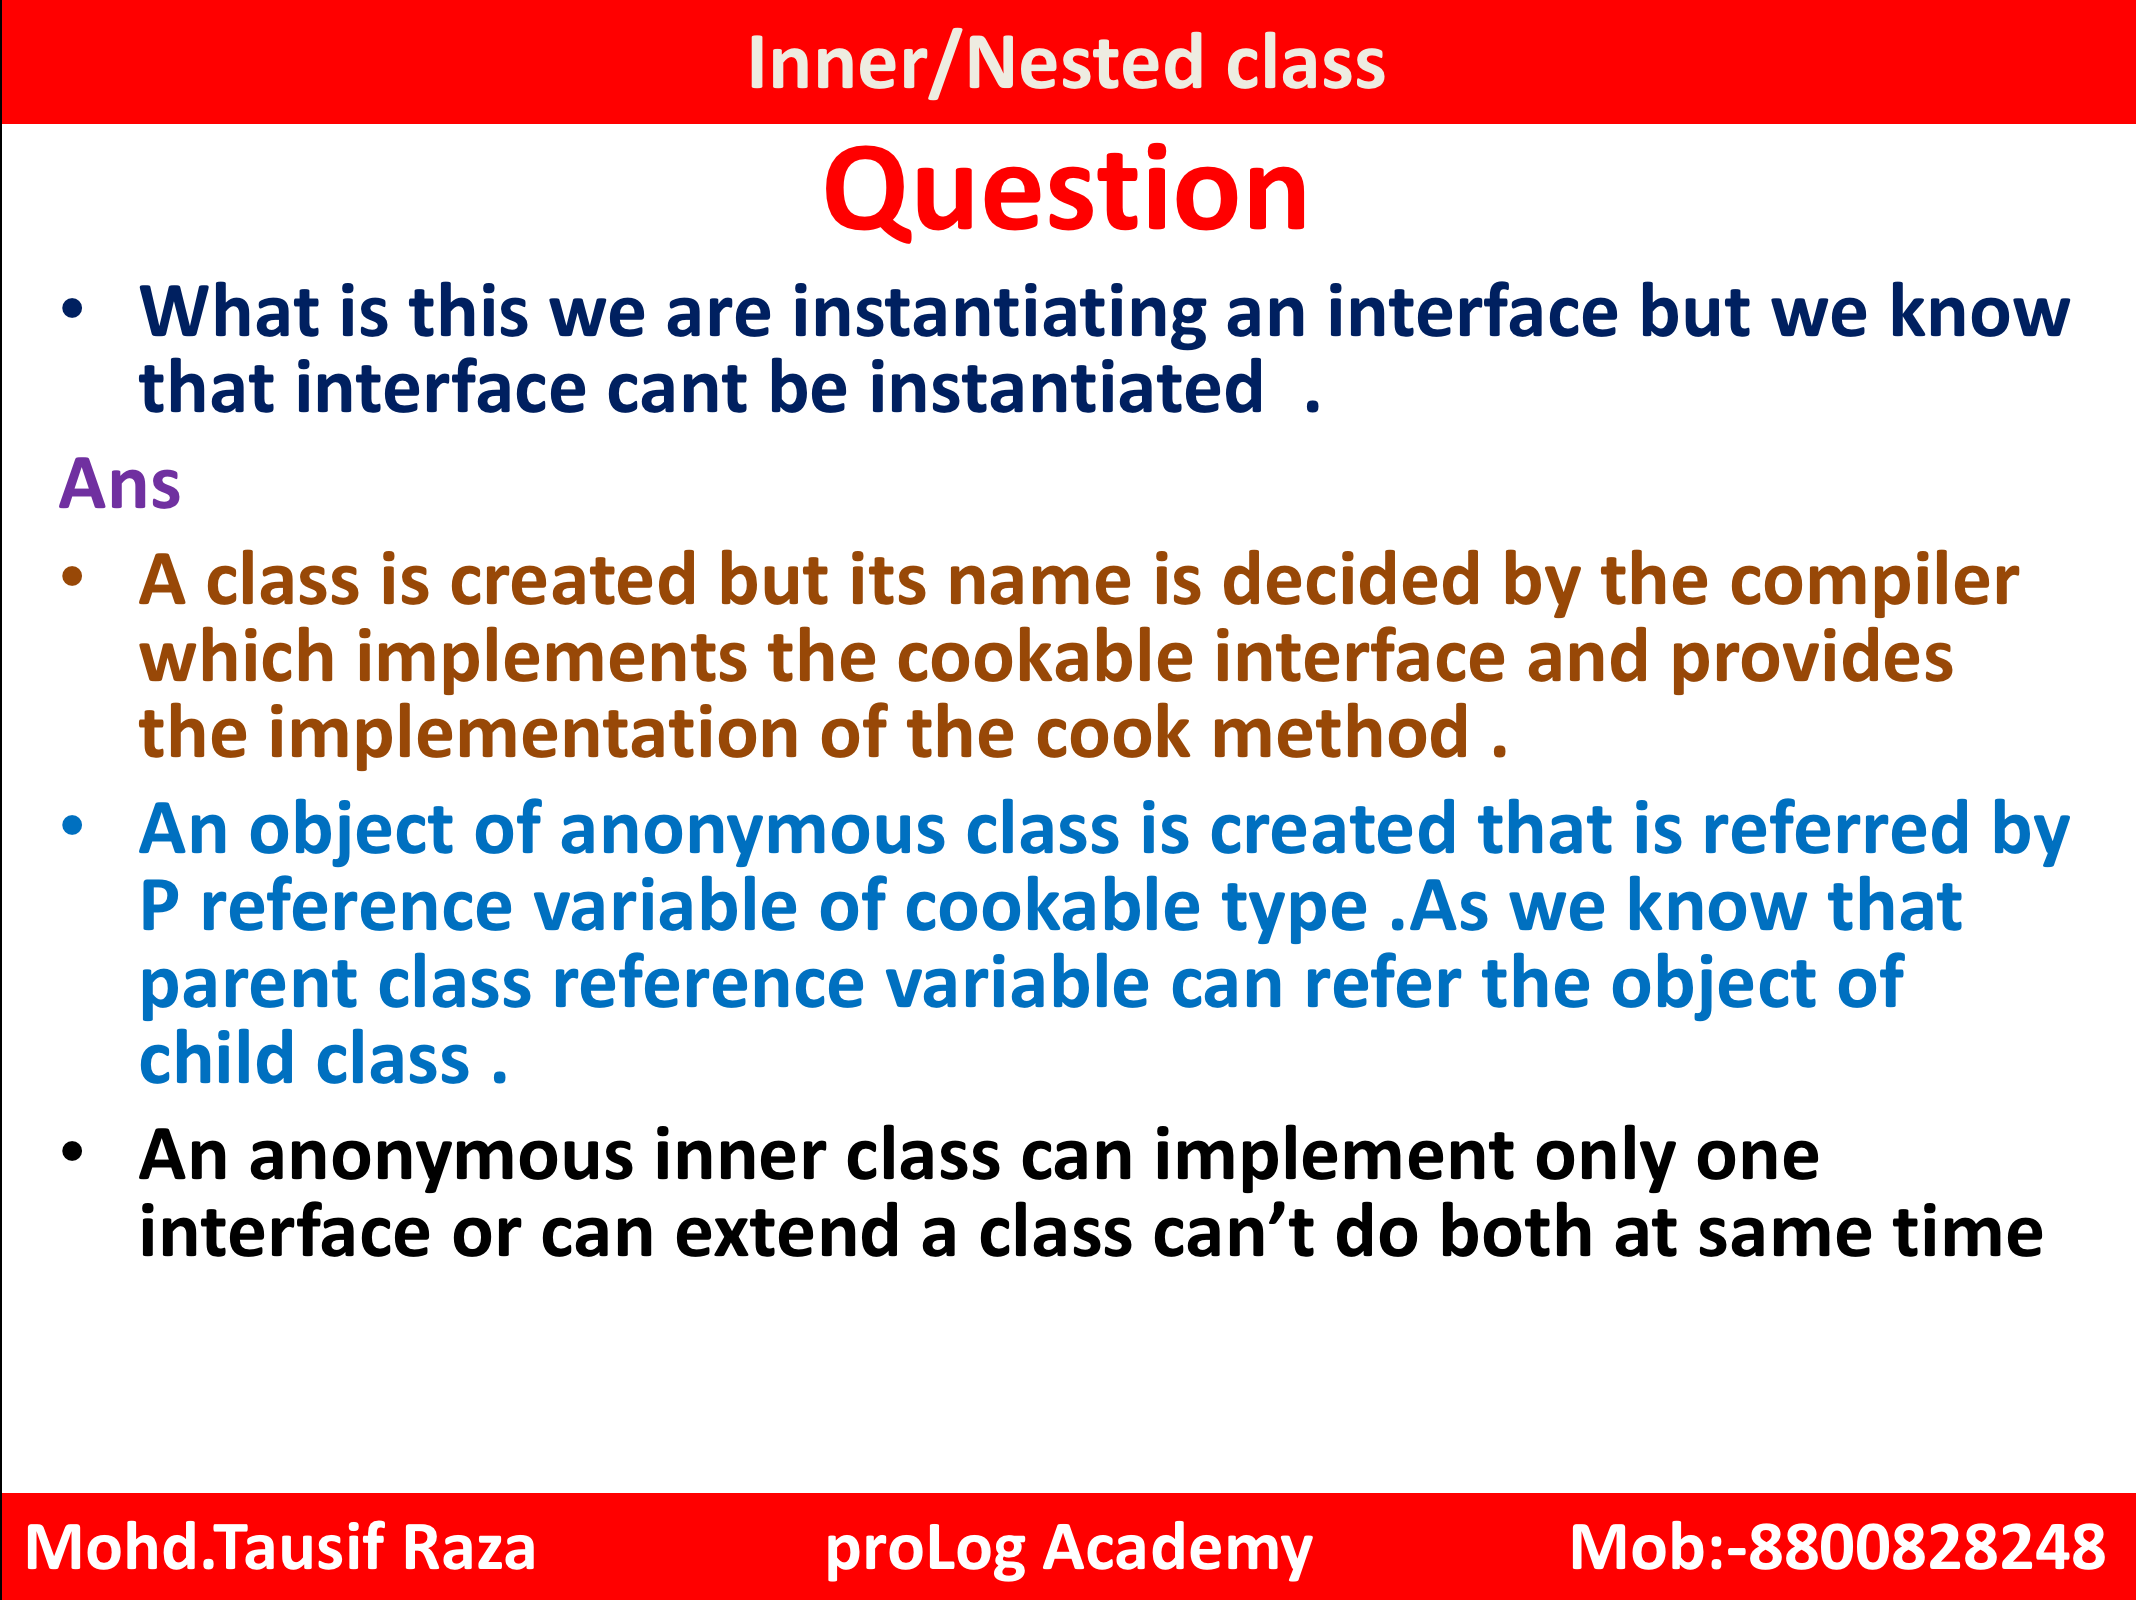 Inner/Nested class
Question
• What is this we are instantiating an interface but we know
that interface cant be instantiated .
Ans
• A class is created but its name is decided by the compiler
which implements the cookable interface and provides
the implementation of the cook method .
• An object of anonymous class is created that is referred by
P reference variable of cookable type .As we know that
parent class reference variable can refer the object of
child class .
• An anonymous inner class can implement only one
interface or can extend a class can’t do both at same time
Mohd.Tausif Raza proLog Academy Mob:-8800828248